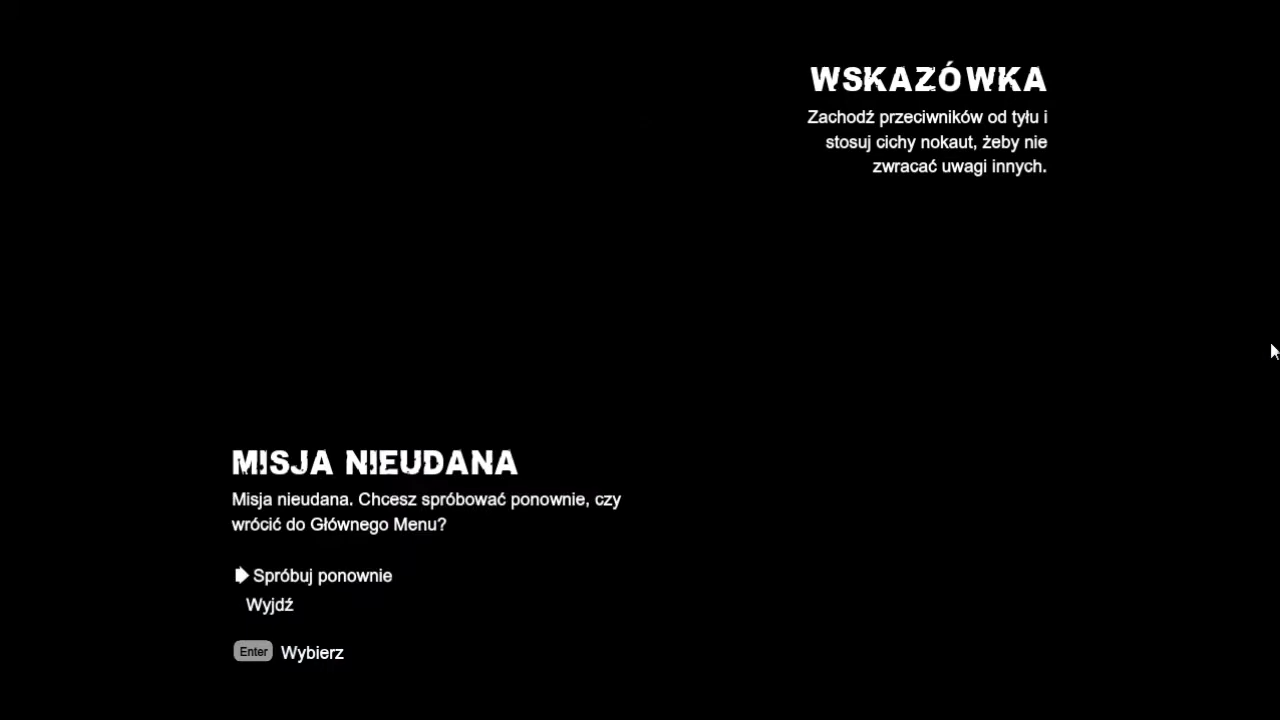 WSKAZÓWKA
Zachodź przeciwników od tyłu i
stosuj cichy nokaut, żeby nie
zwracać uwagi innych.
MISJA NIEUDANA
Misja nieudana. Chcesz spróbować ponownie, czy
wrócić do Głównego Menu?
Spróbuj ponownie
Wyjdź
Enter Wybierz